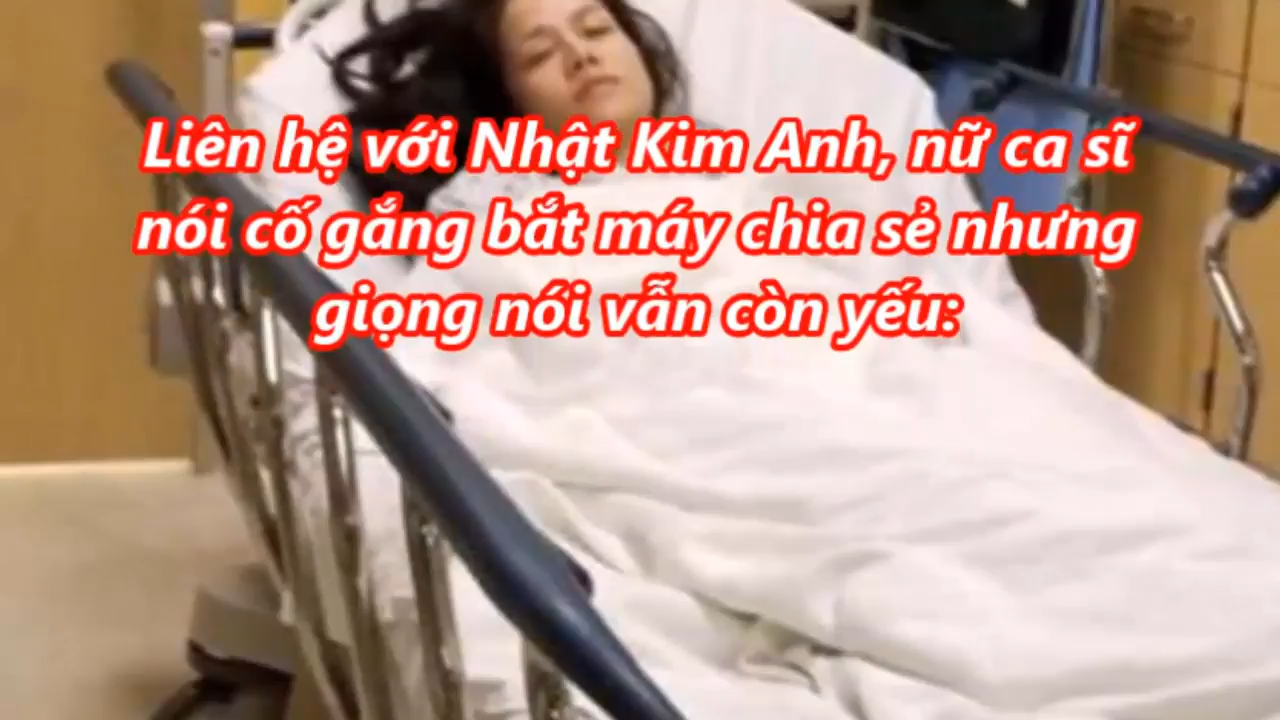 Liên hệ với Nhật Kim Anh, nữ ca sĩ
nói cố gắng bắt máy chia sẻ nhưng
giọng nói vẫn còn yếu: